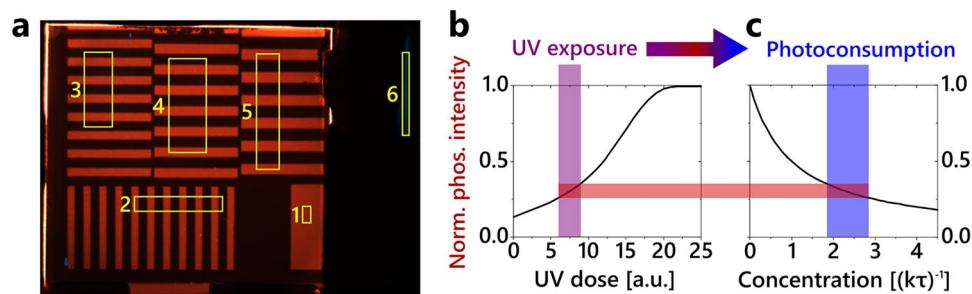 a
1
2
3
4
5
6
b
UV exposure
c
Photoconsumption
Norm. phos. intensity
1.0
0.5
0.0
0
5
10
15
20
25
UV dose [a.u.]
1.0
0.5
0.0
0
1
2
3
4
Concentration [(kτ)⁻¹]